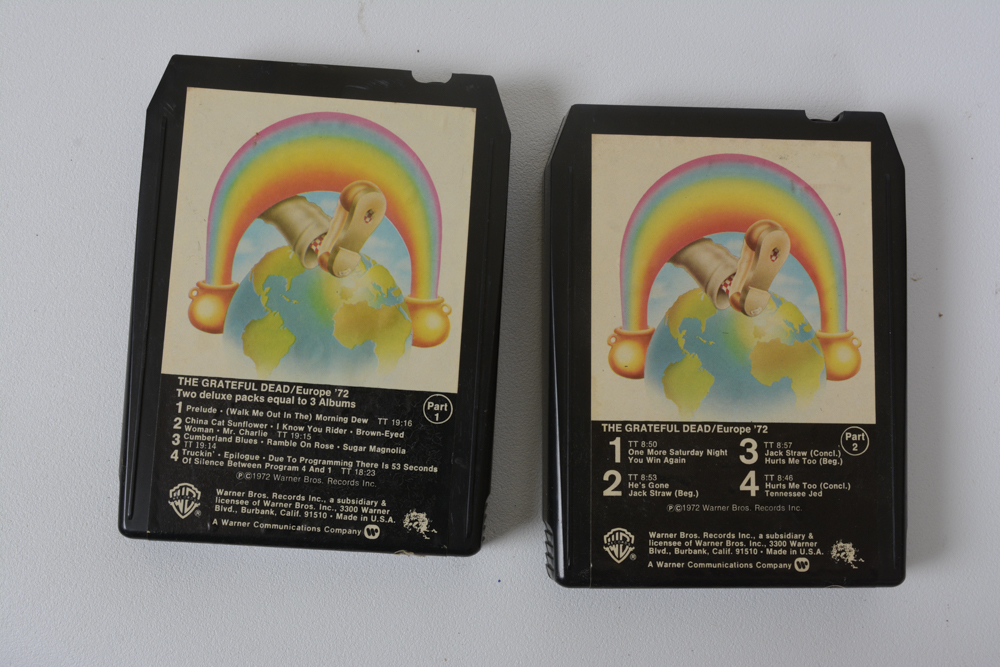 THE GRATEFUL DEAD/Europe '72
Two deluxe packs equal to 3 Albums
Part
1
1 Prelude • (Walk Me Out In The) Morning Dew TT 19:16
2 China Cat Sunflower • I Know You Rider • Brown-Eyed
Woman • Mr. Charlie TT 19:15
3 Cumberland Blues • Ramble On Rose • Sugar Magnolia
TT 19:14
4 Truckin' • Epilogue • Due To Programming There Is 53 Seconds
Of Silence Between Program 4 And 1 TT 18:23
Ⓟ©1972 Warner Bros. Records Inc.
Warner Bros. Records Inc., a subsidiary &
licensee of Warner Bros. Inc., 3300 Warner
Blvd., Burbank, Calif. 91510 • Made in U.S.A.
A Warner Communications Company
THE GRATEFUL DEAD/Europe '72
Part
2
1 TT 8:50
One More Saturday Night
You Win Again
2 TT 8:53
He's Gone
Jack Straw (Beg.)
3 TT 8:57
Jack Straw (Concl.)
Hurts Me Too (Beg.)
4 TT 8:46
Hurts Me Too (Concl.)
Tennessee Jed
Ⓟ©1972 Warner Bros. Records Inc.
Warner Bros. Records Inc., a subsidiary &
licensee of Warner Bros. Inc., 3300 Warner
Blvd., Burbank, Calif. 91510 • Made in U.S.A.
A Warner Communications Company